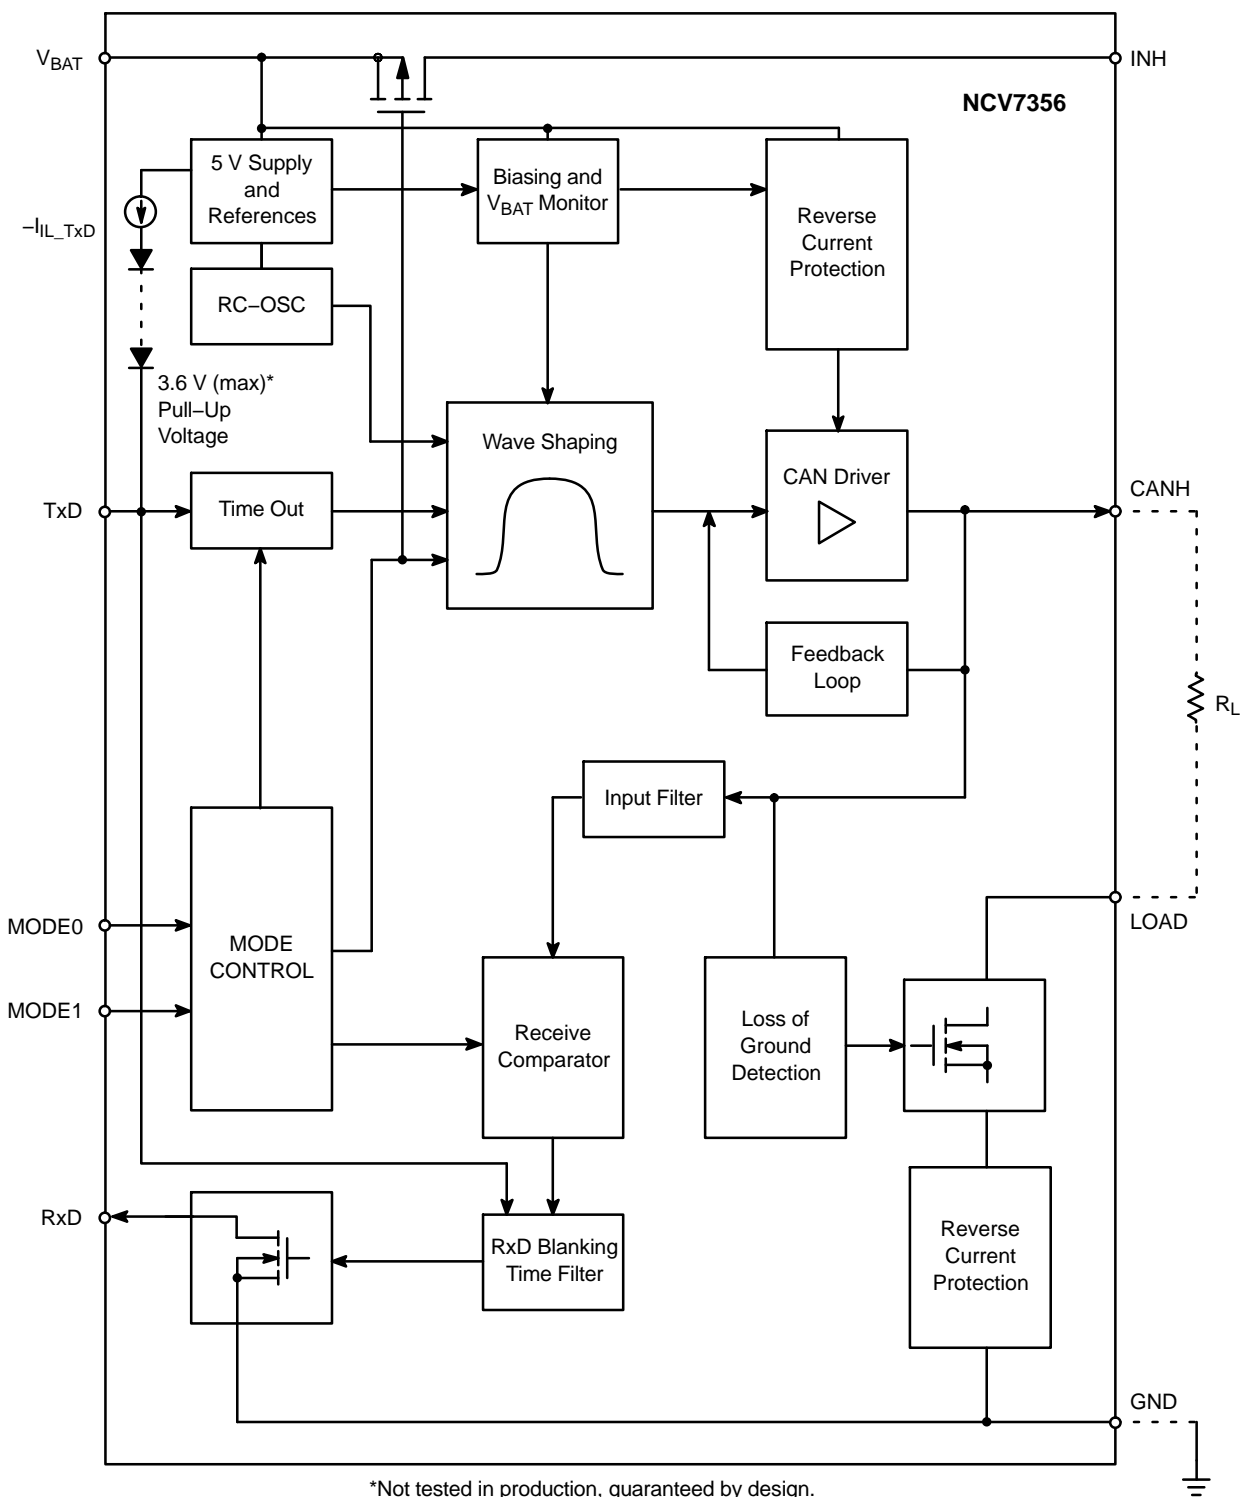 V_BAT
INH
NCV7356
5 V Supply
and
References
Biasing and
V_BAT Monitor
Reverse
Current
Protection
–I_IL_TxD
RC–OSC
3.6 V (max)*
Pull–Up
Voltage
Wave Shaping
CAN Driver
CANH
TxD
Time Out
Feedback
Loop
R_L
Input Filter
MODE0
MODE
CONTROL
LOAD
MODE1
Receive
Comparator
Loss of
Ground
Detection
RxD
RxD Blanking
Time Filter
Reverse
Current
Protection
GND
*Not tested in production, guaranteed by design.